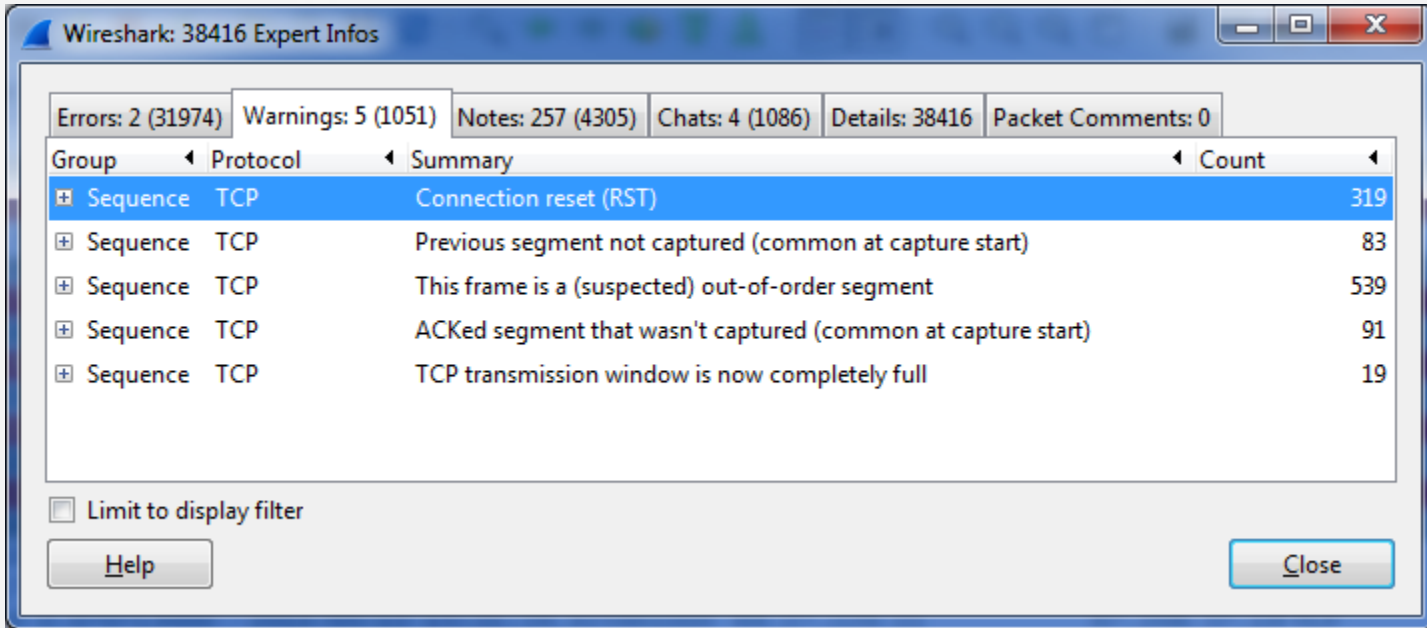 Wireshark: 38416 Expert Infos
Errors: 2 (31974) Warnings: 5 (1051) Notes: 257 (4305) Chats: 4 (1086) Details: 38416 Packet Comments: 0
Group Protocol Summary Count
Sequence TCP Connection reset (RST) 319
Sequence TCP Previous segment not captured (common at capture start) 83
Sequence TCP This frame is a (suspected) out-of-order segment 539
Sequence TCP ACKed segment that wasn't captured (common at capture start) 91
Sequence TCP TCP transmission window is now completely full 19
Limit to display filter
Help Close